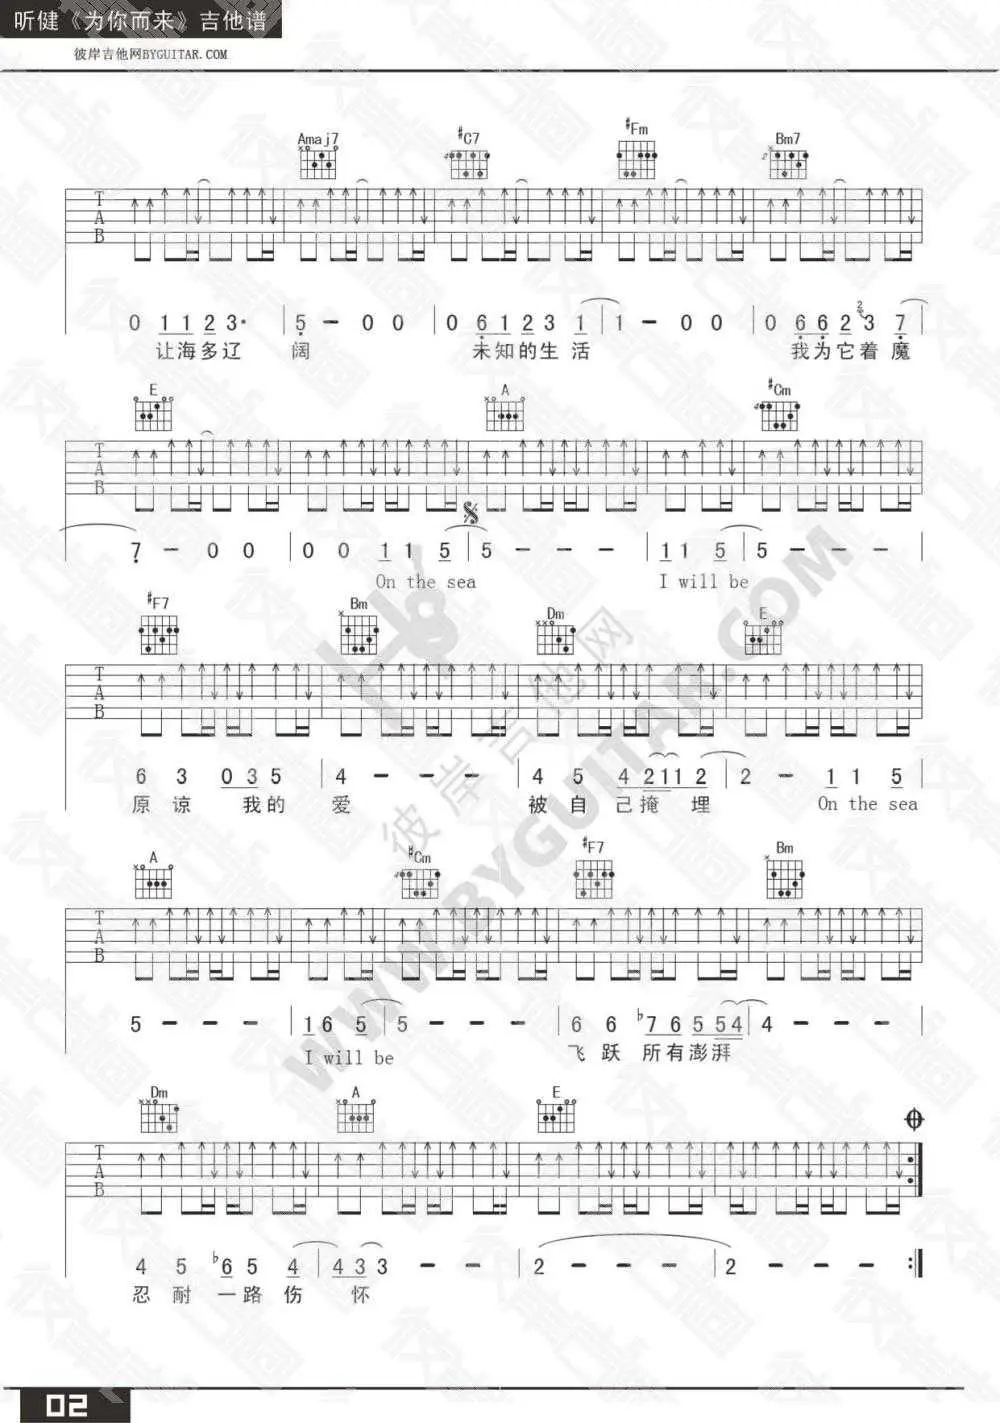 听健《为你而来》吉他谱
彼岸吉他网BYGUITAR.COM
Amaj7 #C7 #Fm Bm7
T
A
B
0 1 1 2 3· | 5 - 0 0 | 0 6 1 2 3 1 | 1 - 0 0 | 0 6 6 2 3 7
让海多辽 阔 未知的生活 我为它着魔
E A #Cm
T
A
B
7 - 0 0 | 0 0 1 1 5 | 5 - - - | 1 1 5 | 5 - - -
On the sea I will be
#F7 Bm Dm E
T
A
B
6 3 0 3 5 | 4 - - - | 4 5 4 2 1 1 2 | 2 - 1 1 5
原谅 我的 爱 被自己掩埋 On the sea
A #Cm #F7 Bm
T
A
B
5 - - - | 1 6 5 | 5 - - - | 6 6 b7 6 5 5 4 | 4 - - -
I will be 飞跃 所有澎湃
Dm A E
T
A
B
4 5 b6 5 4 | 4 3 3 - - | 2 - - - | 2 - - - :|
忍耐 一路伤 怀
02
彼岸吉他网
WWW.BYGUITAR.COM